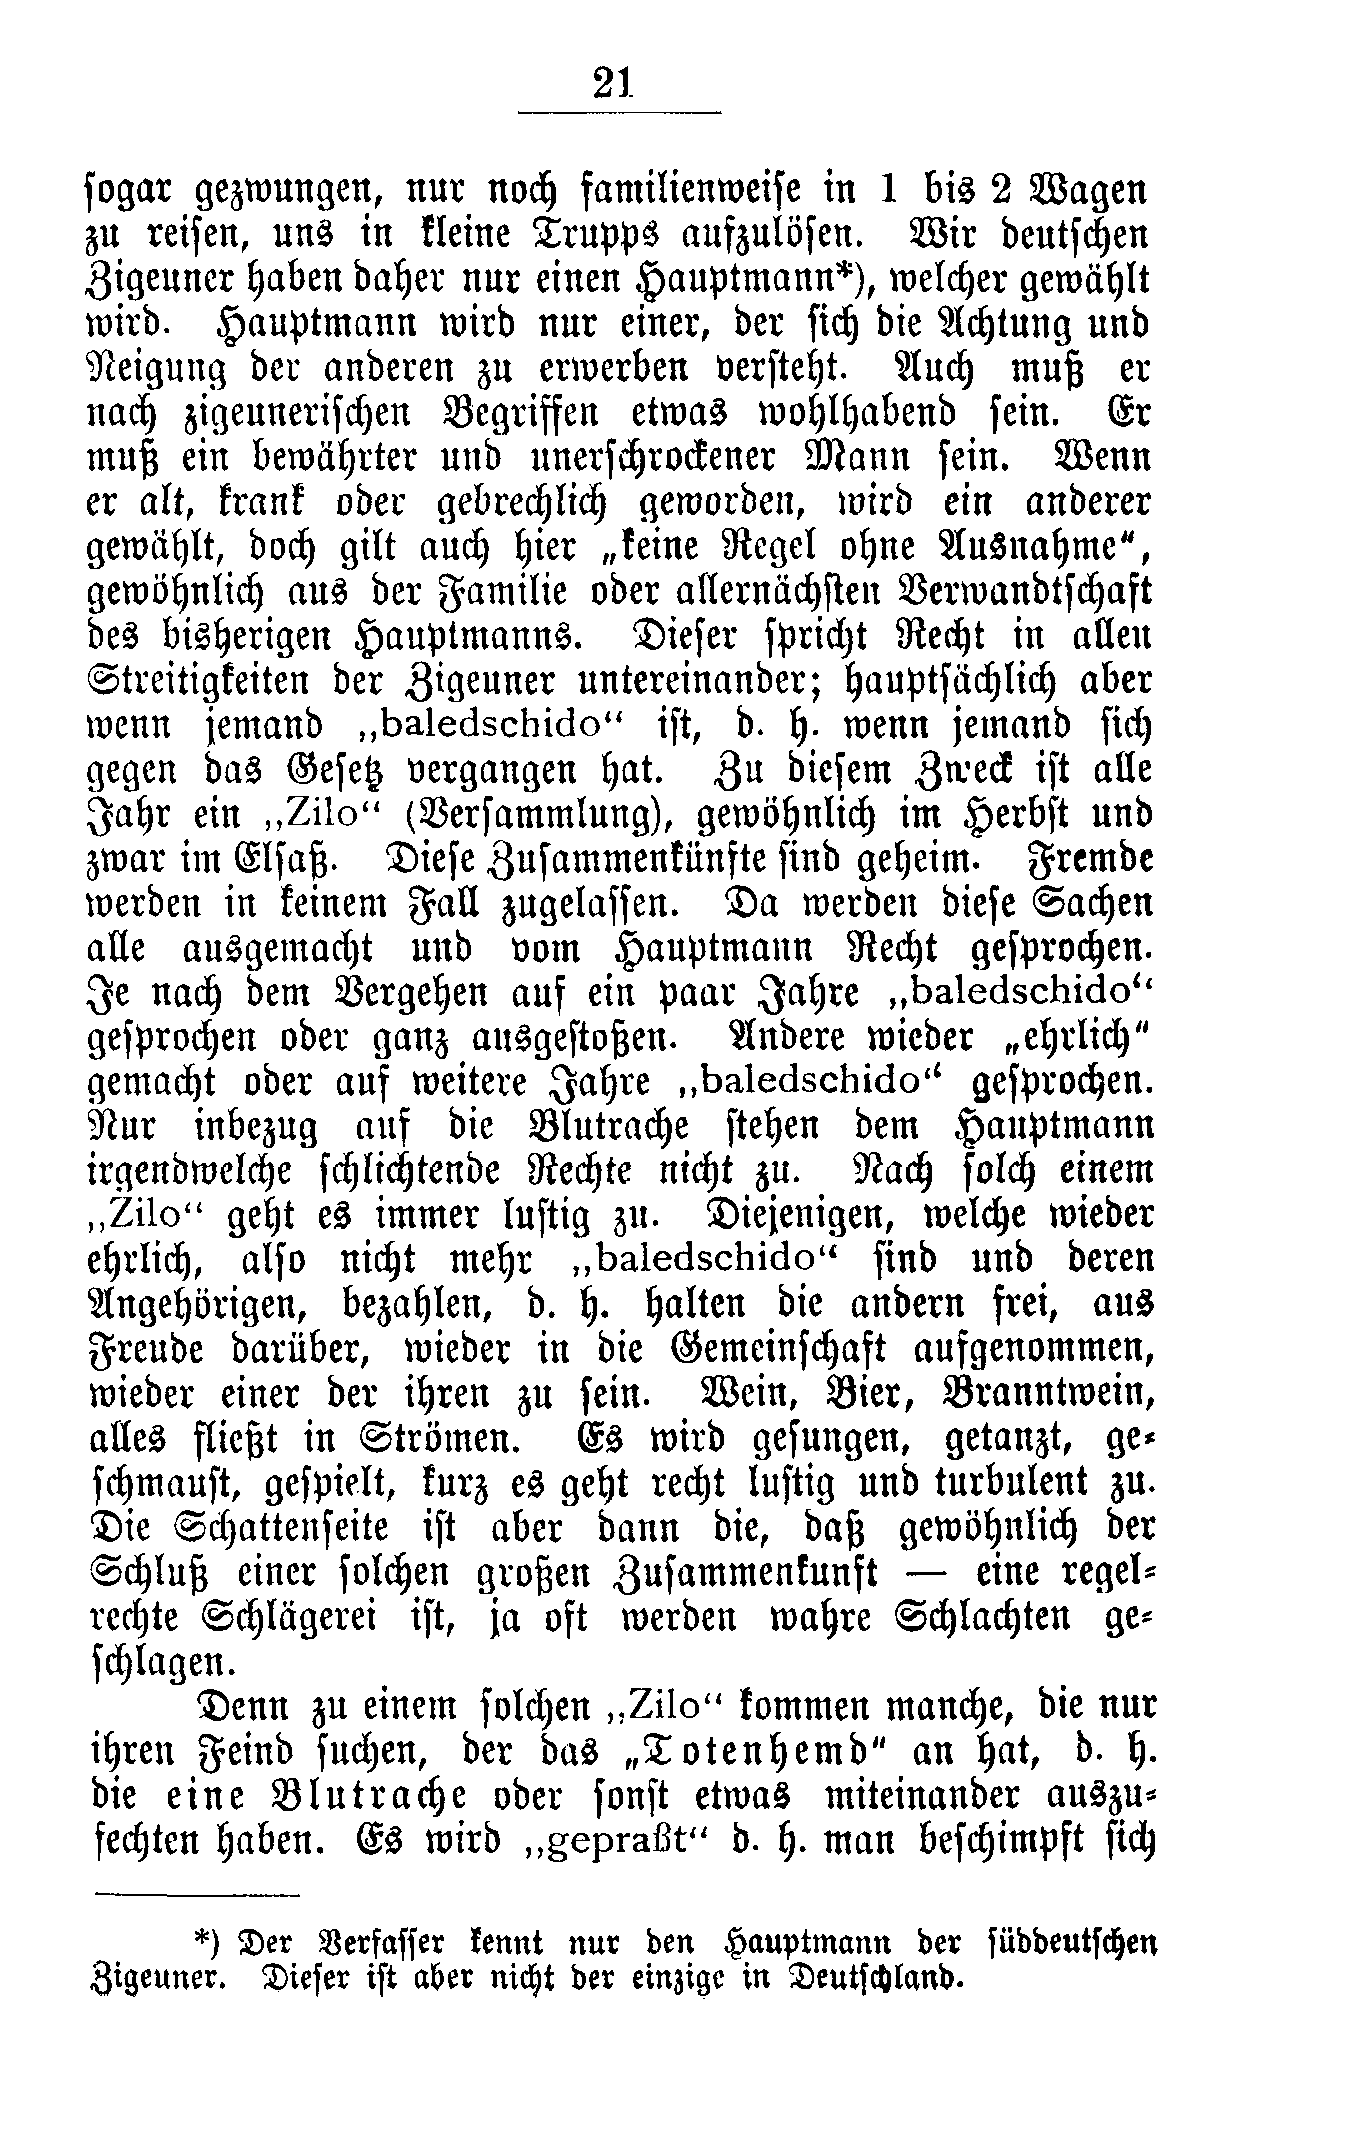 21
sogar gezwungen, nur noch familienweise in 1 bis 2 Wagen
zu reisen, uns in kleine Trupps aufzulösen. Wir deutschen
Zigeuner haben daher nur einen Hauptmann*), welcher gewählt
wird. Hauptmann wird nur einer, der sich die Achtung und
Neigung der anderen zu erwerben versteht. Auch muß er
nach zigeunerischen Begriffen etwas wohlhabend sein. Er
muß ein bewährter und unerschrockener Mann sein. Wenn
er alt, krank oder gebrechlich geworden, wird ein anderer
gewählt, doch gilt auch hier „keine Regel ohne Ausnahme“,
gewöhnlich aus der Familie oder allernächsten Verwandtschaft
des bisherigen Hauptmanns. Dieser spricht Recht in allen
Streitigkeiten der Zigeuner untereinander; hauptsächlich aber
wenn jemand „baledschido“ ist, d. h. wenn jemand sich
gegen das Gesetz vergangen hat. Zu diesem Zweck ist alle
Jahr ein „Zilo“ (Versammlung), gewöhnlich im Herbst und
zwar im Elsaß. Diese Zusammenkünfte sind geheim. Fremde
werden in keinem Fall zugelassen. Da werden diese Sachen
alle ausgemacht und vom Hauptmann Recht gesprochen.
Je nach dem Vergehen auf ein paar Jahre „baledschido“
gesprochen oder ganz ausgestoßen. Andere wieder „ehrlich“
gemacht oder auf weitere Jahre „baledschido“ gesprochen.
Nur inbezug auf die Blutrache stehen dem Hauptmann
irgendwelche schlichtende Rechte nicht zu. Nach solch einem
„Zilo“ geht es immer lustig zu. Diejenigen, welche wieder
ehrlich, also nicht mehr „baledschido“ sind und deren
Angehörigen, bezahlen, d. h. halten die andern frei, aus
Freude darüber, wieder in die Gemeinschaft aufgenommen,
wieder einer der ihren zu sein. Wein, Bier, Branntwein,
alles fließt in Strömen. Es wird gesungen, getanzt, ge-
schmaust, gespielt, kurz es geht recht lustig und turbulent zu.
Die Schattenseite ist aber dann die, daß gewöhnlich der
Schluß einer solchen großen Zusammenkunft — eine regel-
rechte Schlägerei ist, ja oft werden wahre Schlachten ge-
schlagen.
Denn zu einem solchen „Zilo“ kommen manche, die nur
ihren Feind suchen, der das „Totenhemd“ an hat, d. h.
die eine Blutrache oder sonst etwas miteinander auszu-
fechten haben. Es wird „gepraßt“ d. h. man beschimpft sich
*) Der Verfasser kennt nur den Hauptmann der süddeutschen
Zigeuner. Dieser ist aber nicht der einzige in Deutschland.